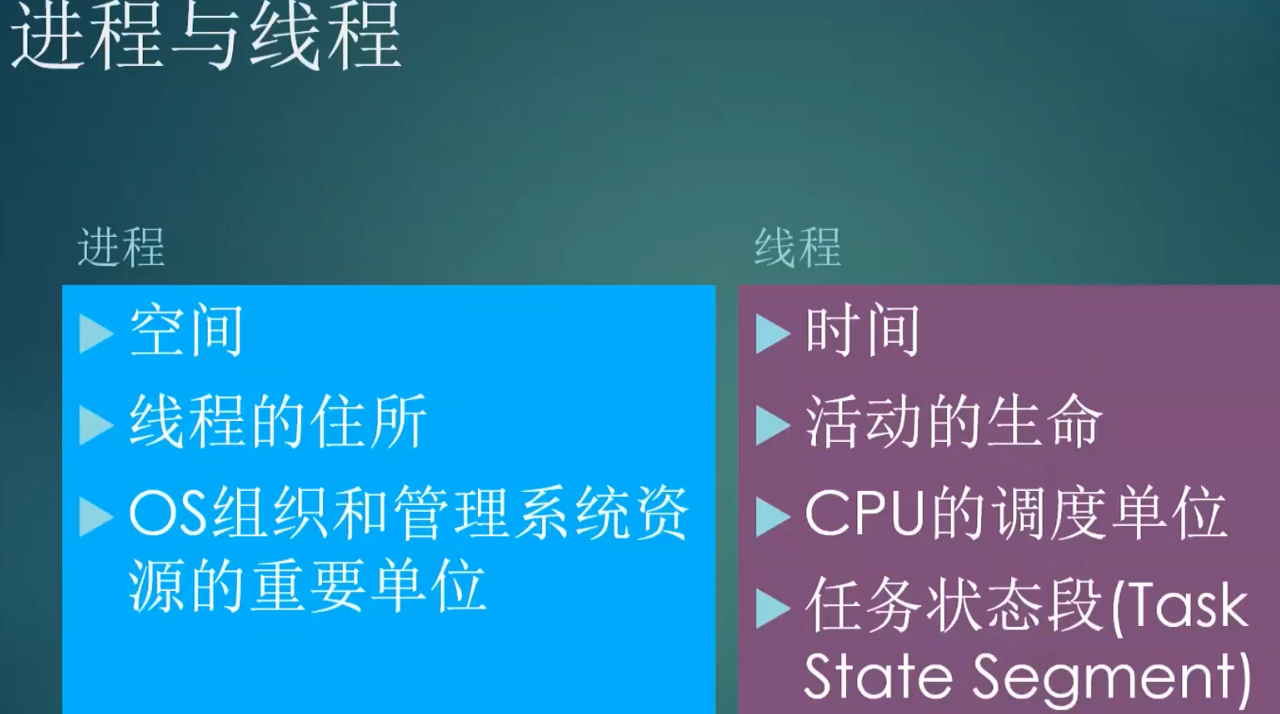 进程与线程
进程
空间
线程的住所
OS组织和管理系统资
源的重要单位
线程
时间
活动的生命
CPU的调度单位
任务状态段(Task
State Segment)